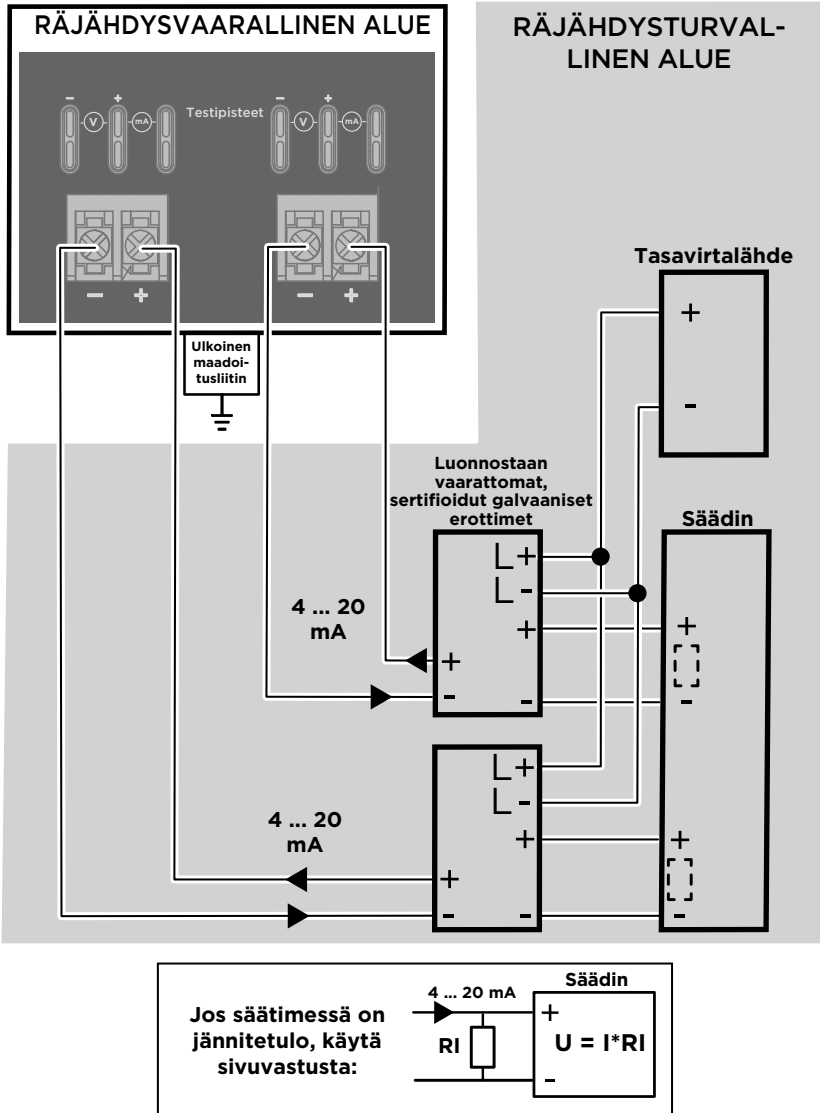 RÄJÄHDYSVAARALLINEN ALUE
RÄJÄHDYSTURVAL-
LINEN ALUE
- + - +
V mA Testipisteet V mA
- + - +
Ulkoinen
maadoi-
tusliitin
Tasavirtalähde
+
-
Luonnostaan
vaarattomat,
sertifioidut galvaaniset
erottimet
Säädin
L +
L -
4 ... 20
mA
+ +
+
- - -
L +
L -
4 ... 20
mA
+ +
+
- - -
Jos säätimessä on
jännitetulo, käytä
sivuvastusta:
4 ... 20 mA
RI
Säädin
+
U = I*RI
-